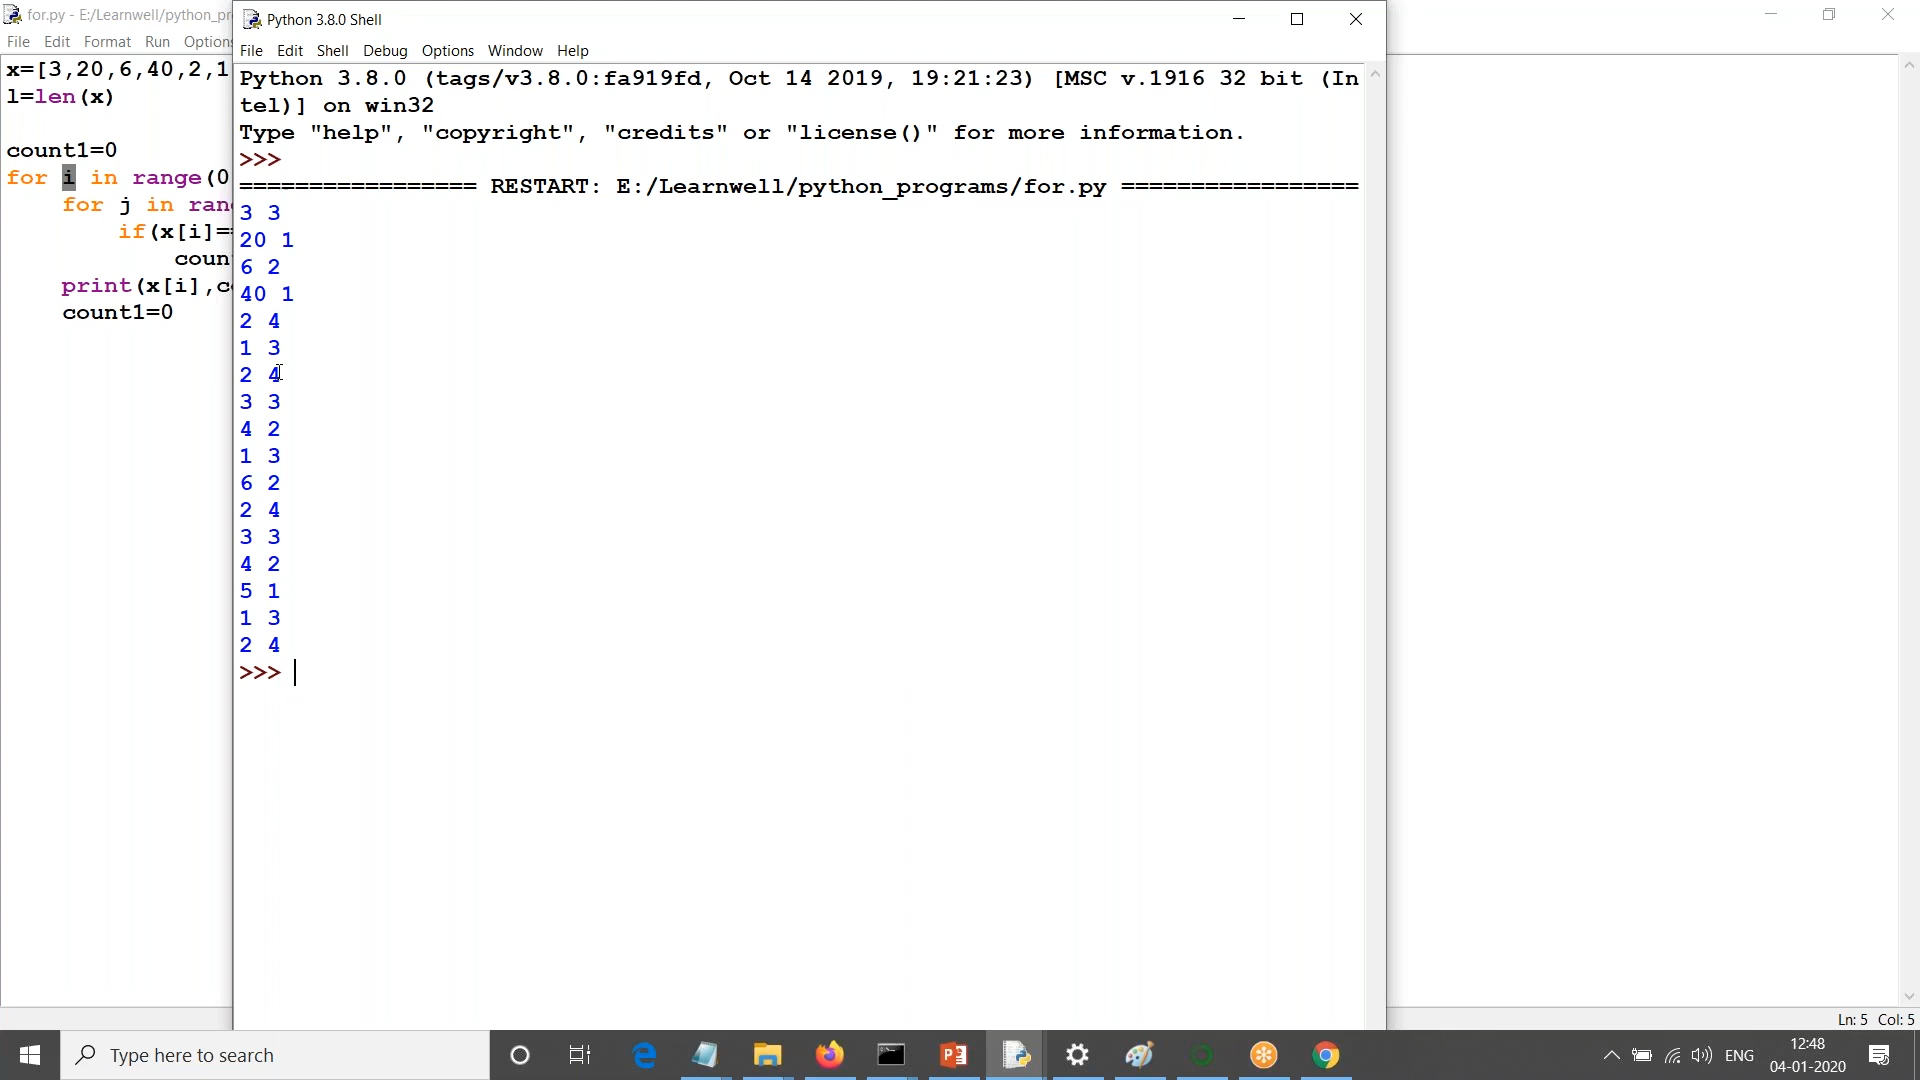 for.py - E:/Learnwell/python_pr
File Edit Format Run Options
x=[3,20,6,40,2,1
l=len(x)
count1=0
for i in range(0
for j in ran
if(x[i]==
coun
print(x[i],c
count1=0
Python 3.8.0 Shell
File Edit Shell Debug Options Window Help
Python 3.8.0 (tags/v3.8.0:fa919fd, Oct 14 2019, 19:21:23) [MSC v.1916 32 bit (In
tel)] on win32
Type "help", "copyright", "credits" or "license()" for more information.
>>>
================= RESTART: E:/Learnwell/python_programs/for.py =================
3 3
20 1
6 2
40 1
2 4
1 3
2 4
3 3
4 2
1 3
6 2
2 4
3 3
4 2
5 1
1 3
2 4
>>>
Ln: 5 Col: 5
Type here to search
ENG
12:48
04-01-2020